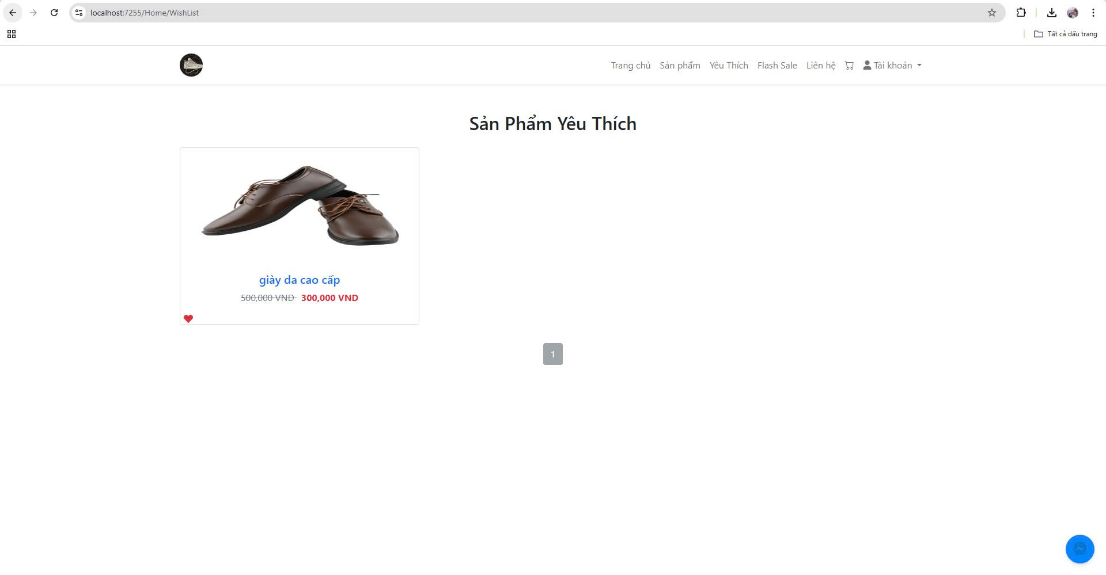 localhost:7255/Home/WishList
Tất cả dấu trang
Trang chủ Sản phẩm Yêu Thích Flash Sale Liên hệ Tài khoản
Sản Phẩm Yêu Thích
giày da cao cấp
500,000 VND 300,000 VND
1